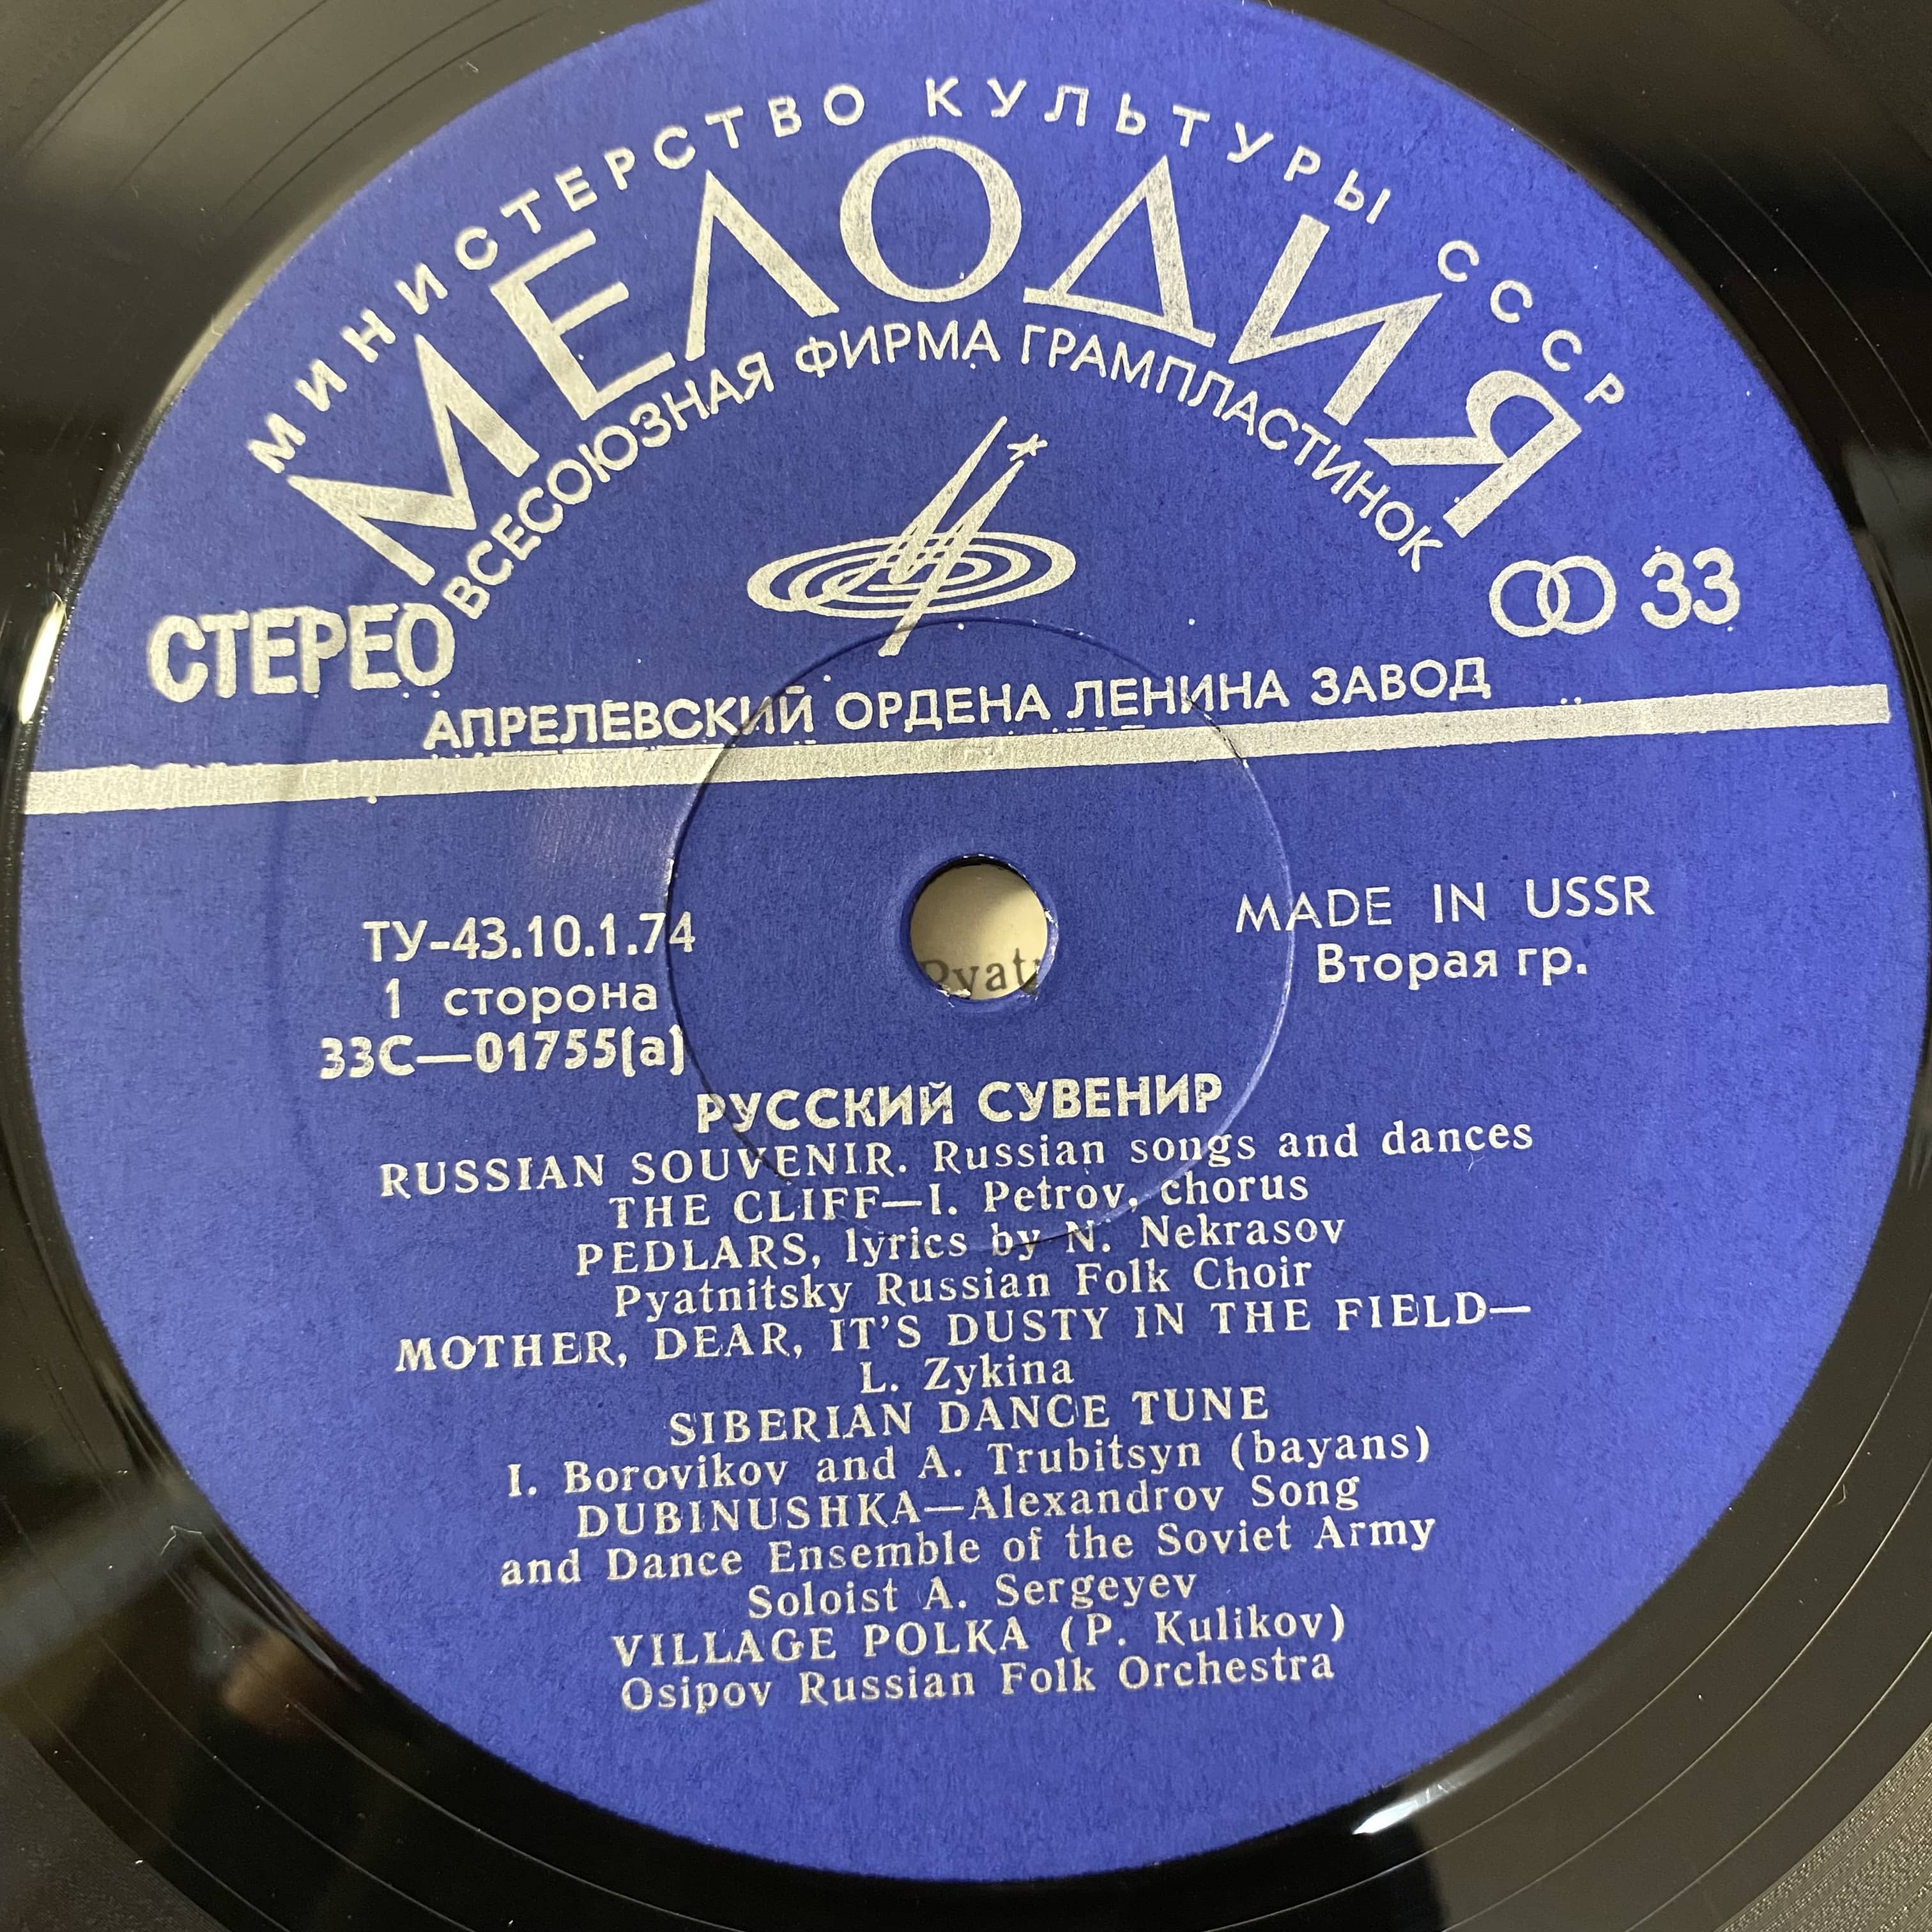 МИНИСТЕРСТВО КУЛЬТУРЫ СССР
МЕЛОДИЯ
ВСЕСОЮЗНАЯ ФИРМА ГРАМПЛАСТИНОК
СТЕРЕО
33
АПРЕЛЕВСКИЙ ОРДЕНА ЛЕНИНА ЗАВОД
ТУ-43.10.1.74
1 сторона
33С—01755(а)
MADE IN USSR
Вторая гр.
РУССКИЙ СУВЕНИР
RUSSIAN SOUVENIR. Russian songs and dances
THE CLIFF—I. Petrov, chorus
PEDLARS, lyrics by N. Nekrasov
Pyatnitsky Russian Folk Choir
MOTHER, DEAR, IT'S DUSTY IN THE FIELD—
L. Zykina
SIBERIAN DANCE TUNE
I. Borovikov and A. Trubitsyn (bayans)
DUBINUSHKA—Alexandrov Song
and Dance Ensemble of the Soviet Army
Soloist A. Sergeyev
VILLAGE POLKA (P. Kulikov)
Osipov Russian Folk Orchestra